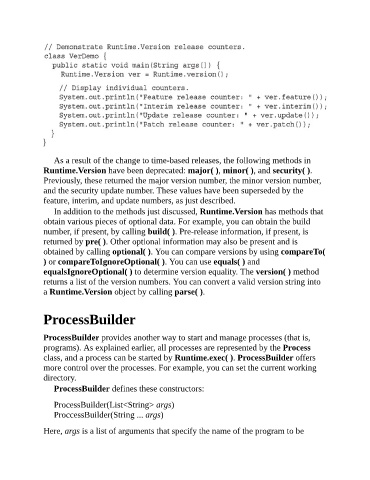 // Demonstrate Runtime.Version release counters.
class VerDemo {
public static void main(String args[]) {
Runtime.Version ver = Runtime.version();
// Display individual counters.
System.out.println("Feature release counter: " + ver.feature());
System.out.println("Interim release counter: " + ver.interim());
System.out.println("Update release counter: " + ver.update());
System.out.println("Patch release counter: " + ver.patch());
}
}
As a result of the change to time-based releases, the following methods in
Runtime.Version have been deprecated: major( ), minor( ), and security( ).
Previously, these returned the major version number, the minor version number,
and the security update number. These values have been superseded by the
feature, interim, and update numbers, as just described.
In addition to the methods just discussed, Runtime.Version has methods that
obtain various pieces of optional data. For example, you can obtain the build
number, if present, by calling build( ). Pre-release information, if present, is
returned by pre( ). Other optional information may also be present and is
obtained by calling optional( ). You can compare versions by using compareTo(
) or compareToIgnoreOptional( ). You can use equals( ) and
equalsIgnoreOptional( ) to determine version equality. The version( ) method
returns a list of the version numbers. You can convert a valid version string into
a Runtime.Version object by calling parse( ).
ProcessBuilder
ProcessBuilder provides another way to start and manage processes (that is,
programs). As explained earlier, all processes are represented by the Process
class, and a process can be started by Runtime.exec( ). ProcessBuilder offers
more control over the processes. For example, you can set the current working
directory.
ProcessBuilder defines these constructors:
ProcessBuilder(List<String> args)
ProccessBuilder(String ... args)
Here, args is a list of arguments that specify the name of the program to be